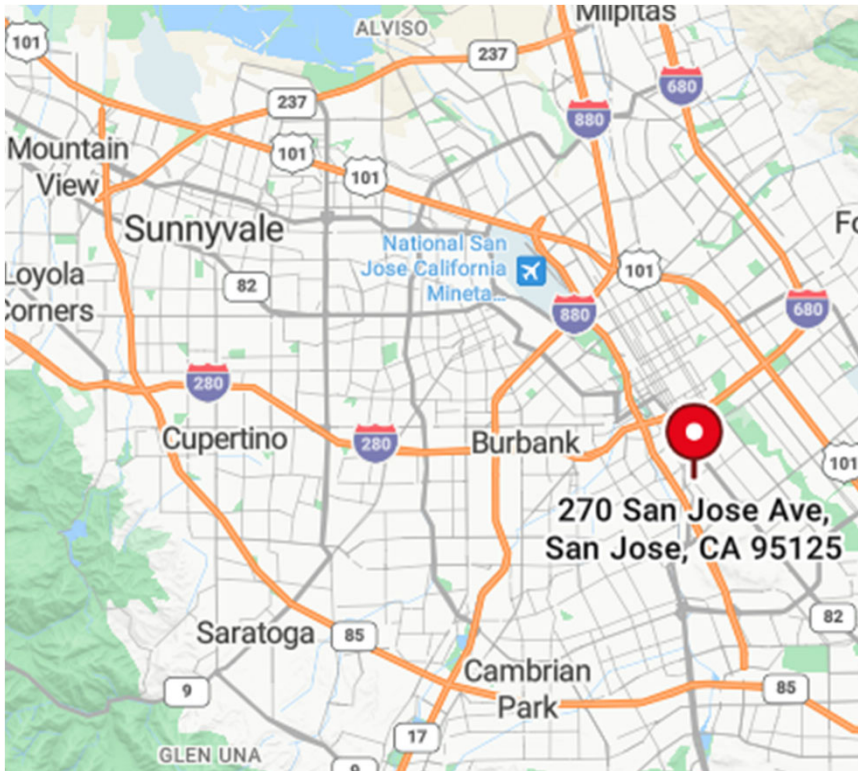 Milpitas
ALVISO
101
237
680
237
880
101
Mountain
View
101
Sunnyvale
National San
Jose California
Mineta...
Fo
101
Loyola
Corners
82
880
680
280
Cupertino
280
Burbank
101
270 San Jose Ave,
San Jose, CA 95125
Saratoga
85
82
Cambrian
Park
9
85
17
GLEN UNA
9